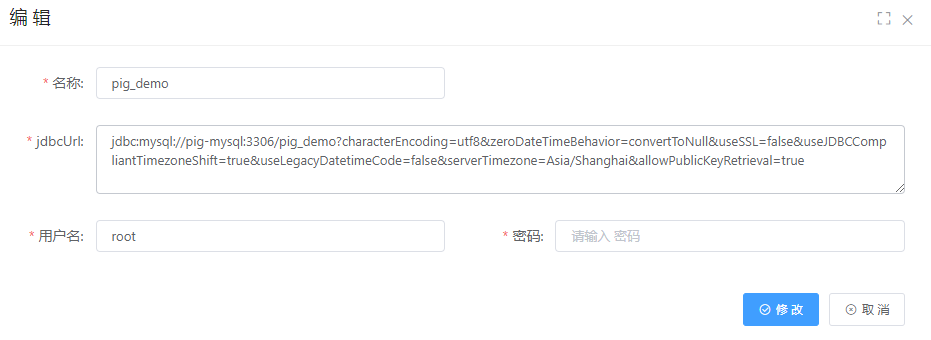 编辑
* 名称: pig_demo
* jdbcUrl: jdbc:mysql://pig-mysql:3306/pig_demo?characterEncoding=utf8&zeroDateTimeBehavior=convertToNull&useSSL=false&useJDBCComp
liantTimezoneShift=true&useLegacyDatetimeCode=false&serverTimezone=Asia/Shanghai&allowPublicKeyRetrieval=true
* 用户名: root * 密码: 请输入 密码
修改 取消